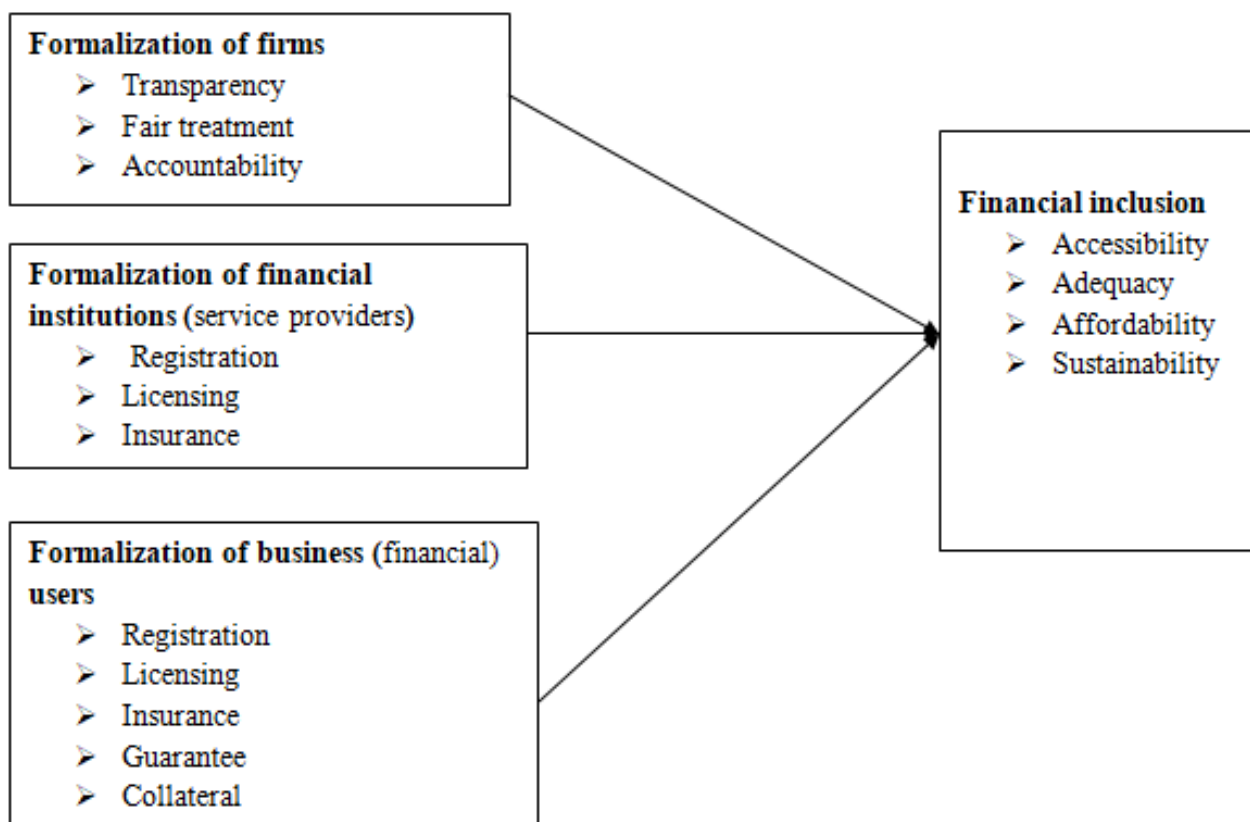 Formalization of firms
➢ Transparency
➢ Fair treatment
➢ Accountability
Formalization of financial
institutions (service providers)
➢ Registration
➢ Licensing
➢ Insurance
Formalization of business (financial)
users
➢ Registration
➢ Licensing
➢ Insurance
➢ Guarantee
➢ Collateral
Financial inclusion
➢ Accessibility
➢ Adequacy
➢ Affordability
➢ Sustainability